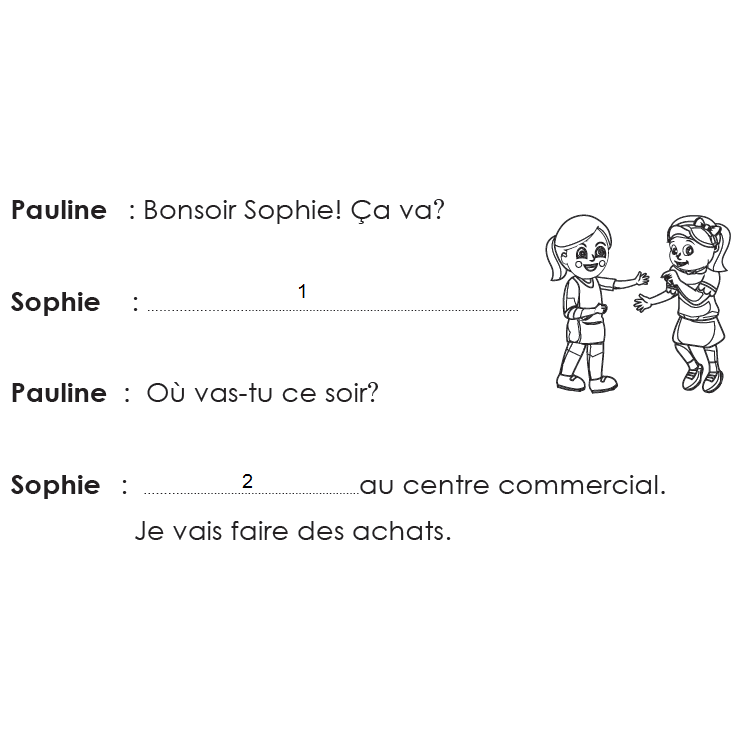 Pauline : Bonsoir Sophie! Ça va?
Sophie : ...............1...............
Pauline : Où vas-tu ce soir?
Sophie : ...............2...............au centre commercial.
Je vais faire des achats.